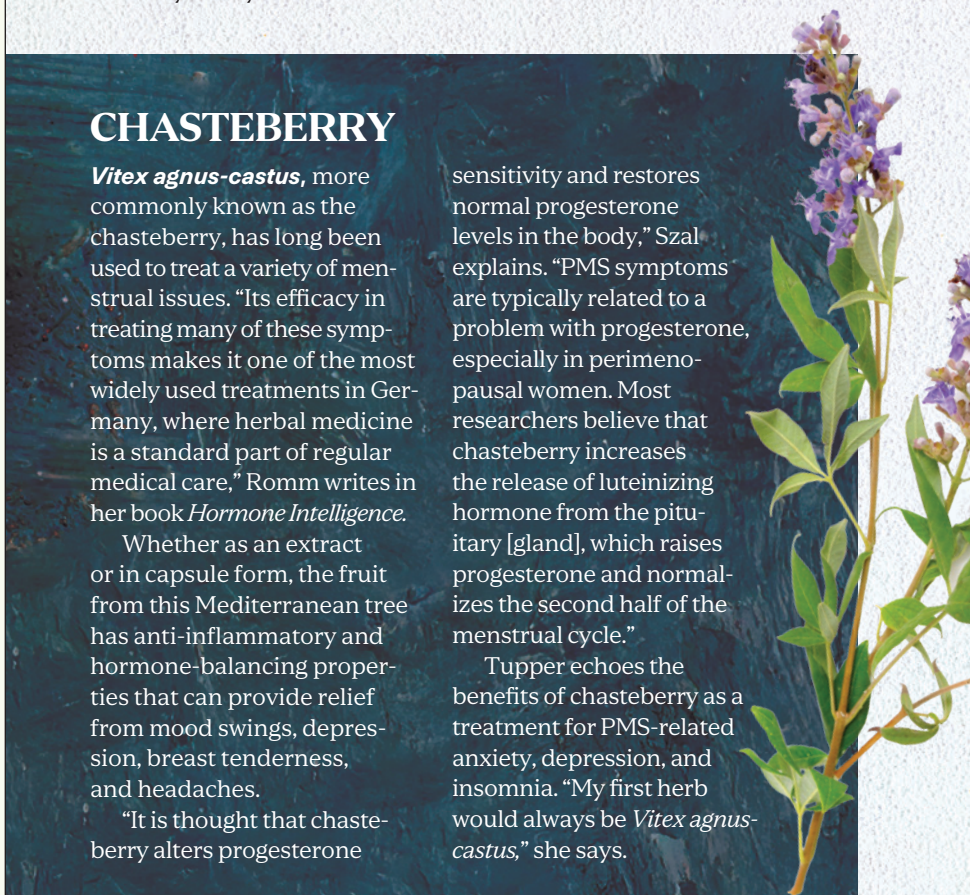 CHASTEBERRY
Vitex agnus-castus, more
commonly known as the
chasteberry, has long been
used to treat a variety of men-
strual issues. “Its efficacy in
treating many of these symp-
toms makes it one of the most
widely used treatments in Ger-
many, where herbal medicine
is a standard part of regular
medical care,” Romm writes in
her book Hormone Intelligence.
Whether as an extract
or in capsule form, the fruit
from this Mediterranean tree
has anti-inflammatory and
hormone-balancing proper-
ties that can provide relief
from mood swings, depres-
sion, breast tenderness,
and headaches.
“It is thought that chaste-
berry alters progesterone
sensitivity and restores
normal progesterone
levels in the body,” Szal
explains. “PMS symptoms
are typically related to a
problem with progesterone,
especially in perimeno-
pausal women. Most
researchers believe that
chasteberry increases
the release of luteinizing
hormone from the pitu-
itary [gland], which raises
progesterone and normal-
izes the second half of the
menstrual cycle.”
Tupper echoes the
benefits of chasteberry as a
treatment for PMS-related
anxiety, depression, and
insomnia. “My first herb
would always be Vitex agnus-
castus,” she says.